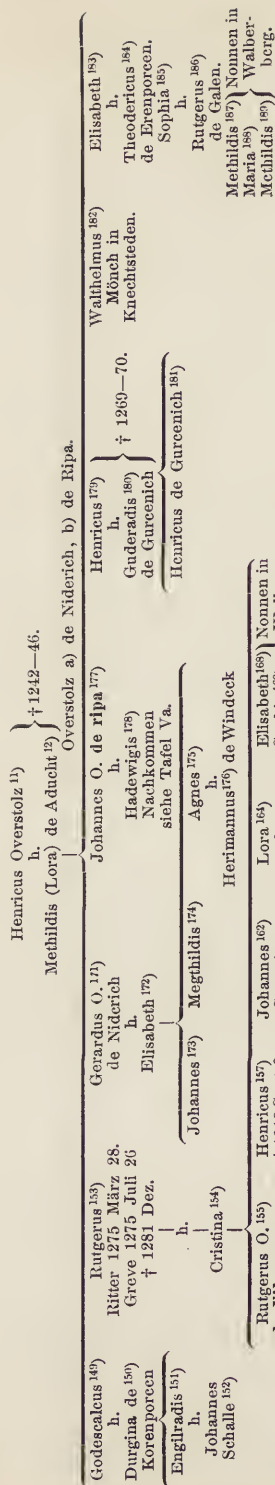 Henricus Overstolz 11)
h. † 1242—46.
Methildis (Lora) de Aducht 12)
Overstolz a) de Niderich, b) de Ripa.
Godescalcus 149)
h.
Durgina de 150)
Korenporcen
Engilradis 151)
h.
Johannes
Schalle 152)
Rutgerus 153)
Ritter 1275 März 28.
Greve 1275 Juli 26
† 1281 Dez.
h.
Cristina 154)
Gerardus O. 171)
de Niderich
h.
Elisabeth 172)
Johannes 173)
Megthildis 174)
Agnes 175)
h.
Herimannus 176) de Windeck
Johannes O. de ripa 177)
h.
Hadewigis 178)
Nachkommen
siehe Tafel Va.
Henricus 179)
h. † 1269—70.
Guderadis 180)
de Gurcenich
Henricus de Gurcenich 181)
Walthelmus 182)
Mönch in
Knechtsteden.
Elisabeth 183)
h.
Theodericus 184)
de Erenporcen.
Sophia 185)
h.
Rutgerus 186)
de Galen.
Methildis 187) Nonnen in
Maria 188) Walber-
Methildis 189) berg.
Rutgerus O. 155)
Henricus 157)
Johannes 162)
Lora 164)
Elisabeth 168) Nonnen in